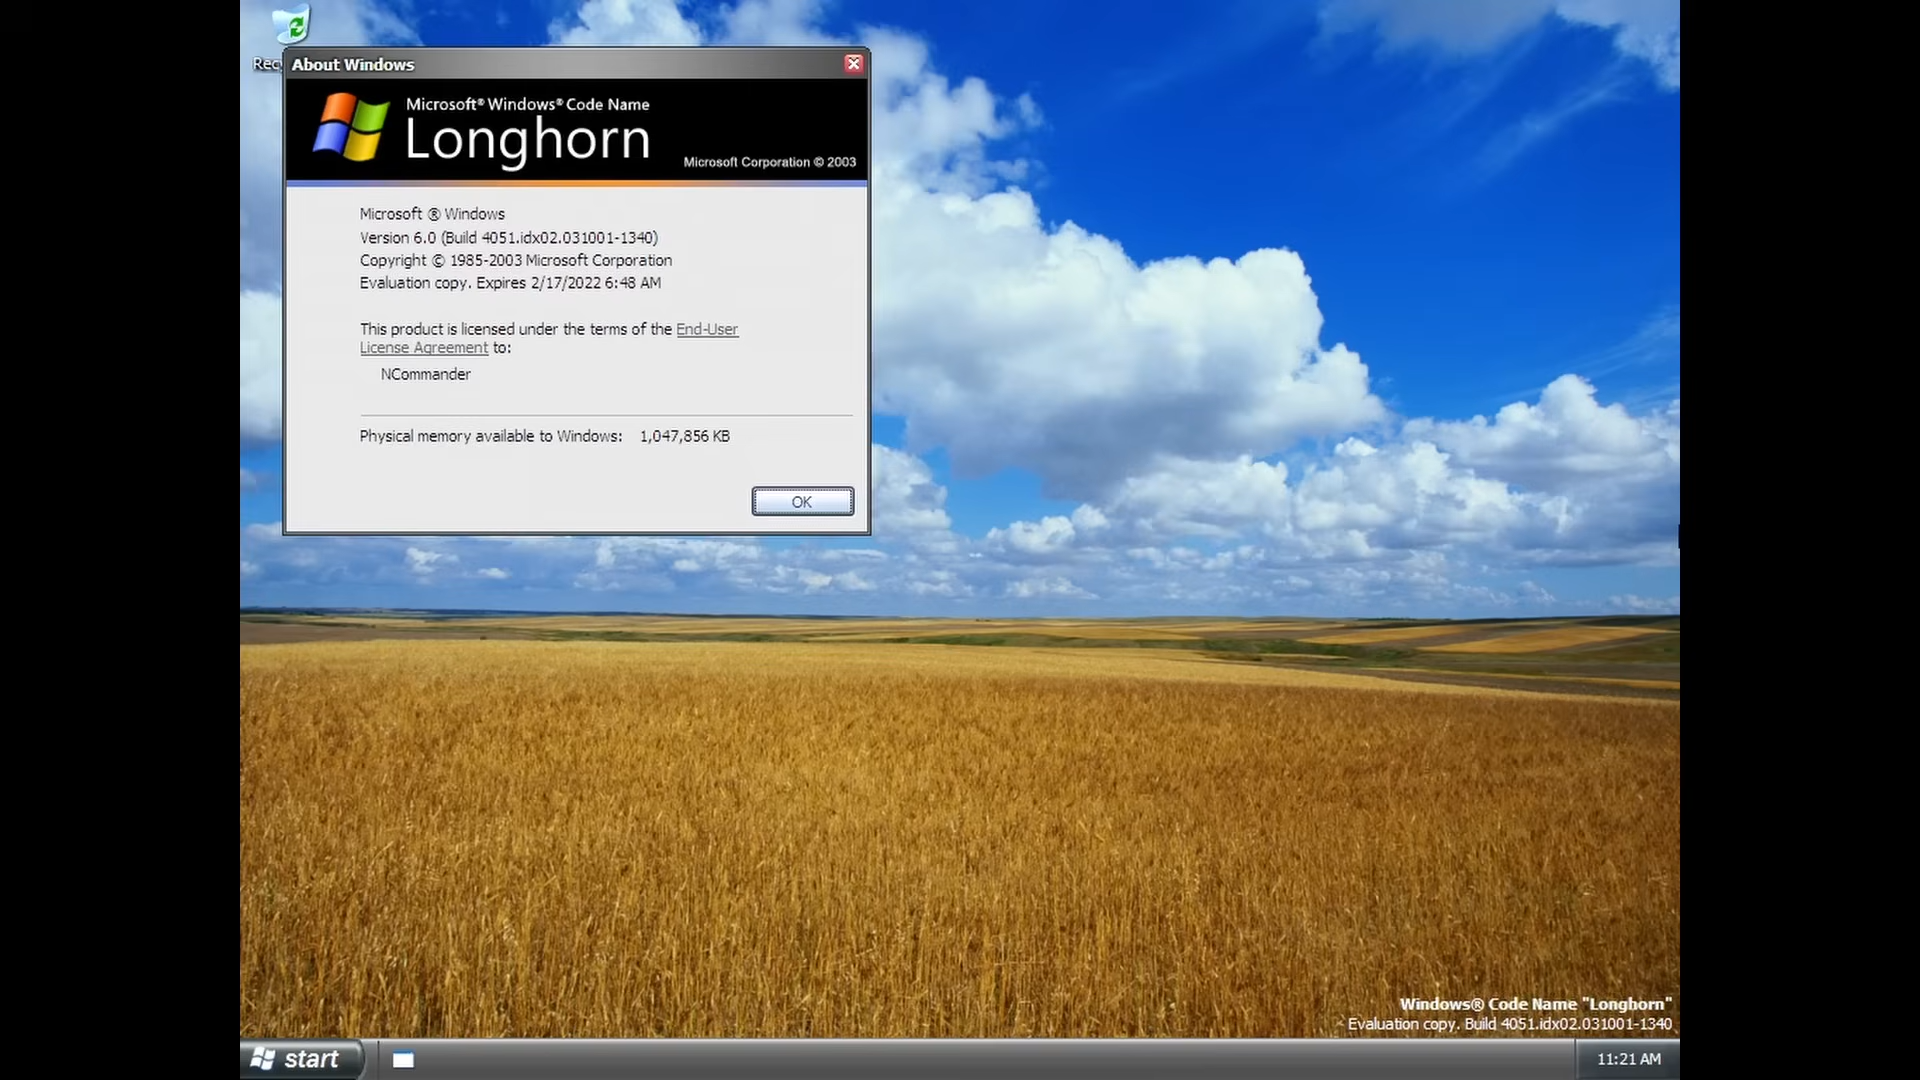 Rec
About Windows
Microsoft® Windows® Code Name
Longhorn
Microsoft Corporation © 2003
Microsoft ® Windows
Version 6.0 (Build 4051.idx02.031001-1340)
Copyright © 1985-2003 Microsoft Corporation
Evaluation copy. Expires 2/17/2022 6:48 AM
This product is licensed under the terms of the End-User
License Agreement to:
NCommander
Physical memory available to Windows: 1,047,856 KB
OK
Windows® Code Name "Longhorn"
Evaluation copy. Build 4051.idx02.031001-1340
start
11:21 AM